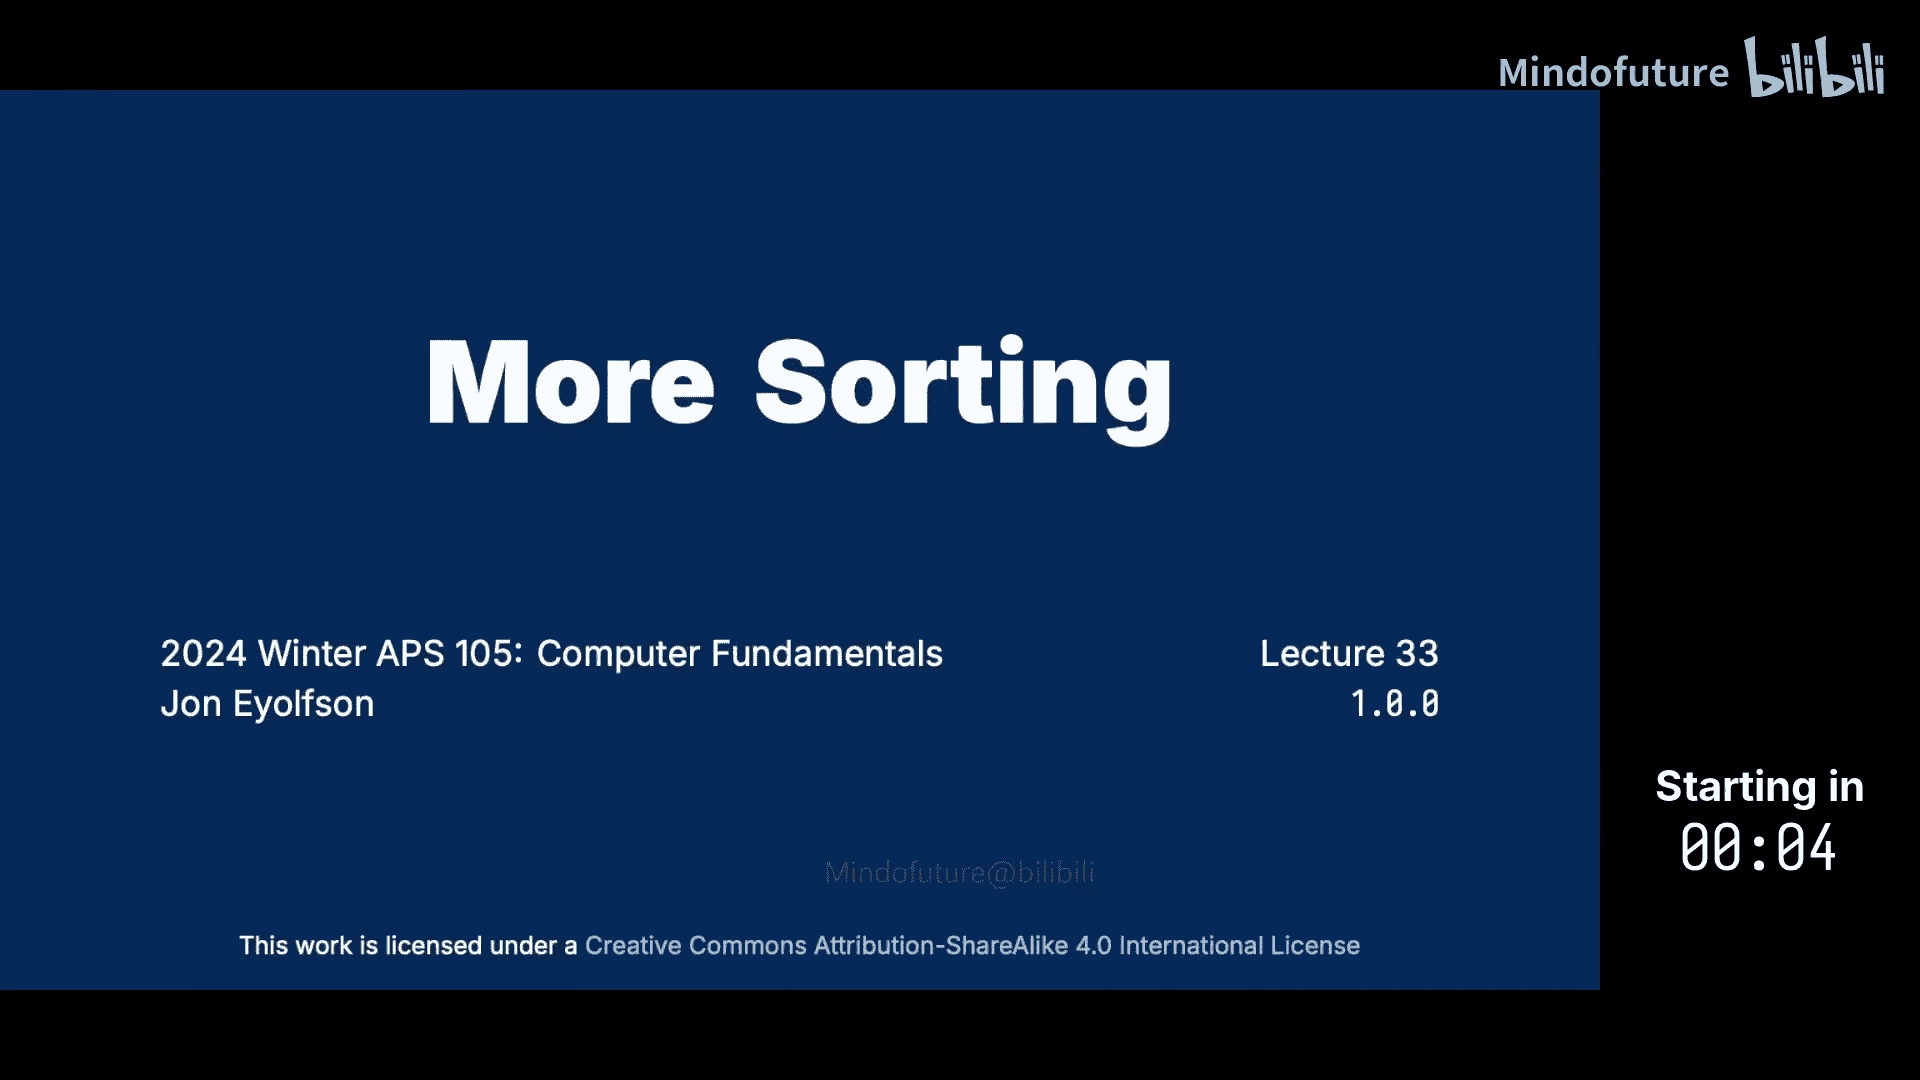 Mindofuture bilibili
More Sorting
2024 Winter APS 105: Computer Fundamentals
Lecture 33
Jon Eyolfson
1.0.0
Starting in
00:04
Mindofuture@bilibili
This work is licensed under a Creative Commons Attribution-ShareAlike 4.0 International License